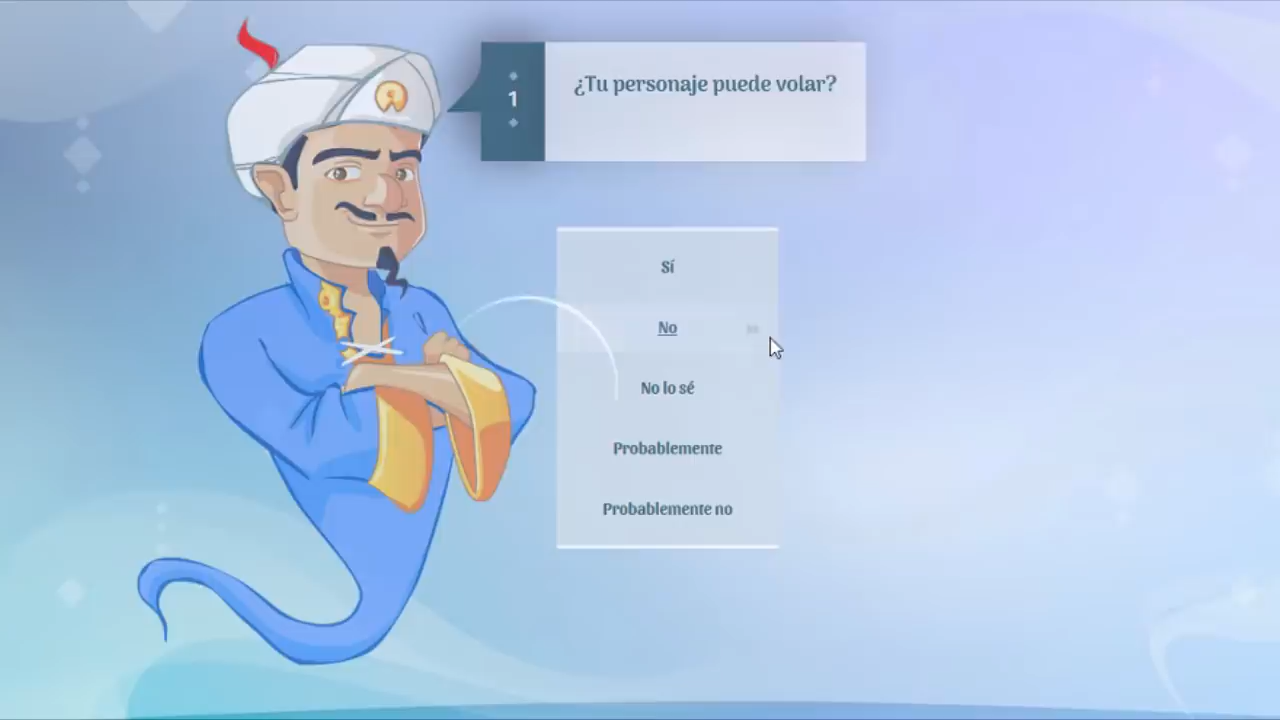 ¿Tu personaje puede volar?
1
Sí
No
No lo sé
Probablemente
Probablemente no